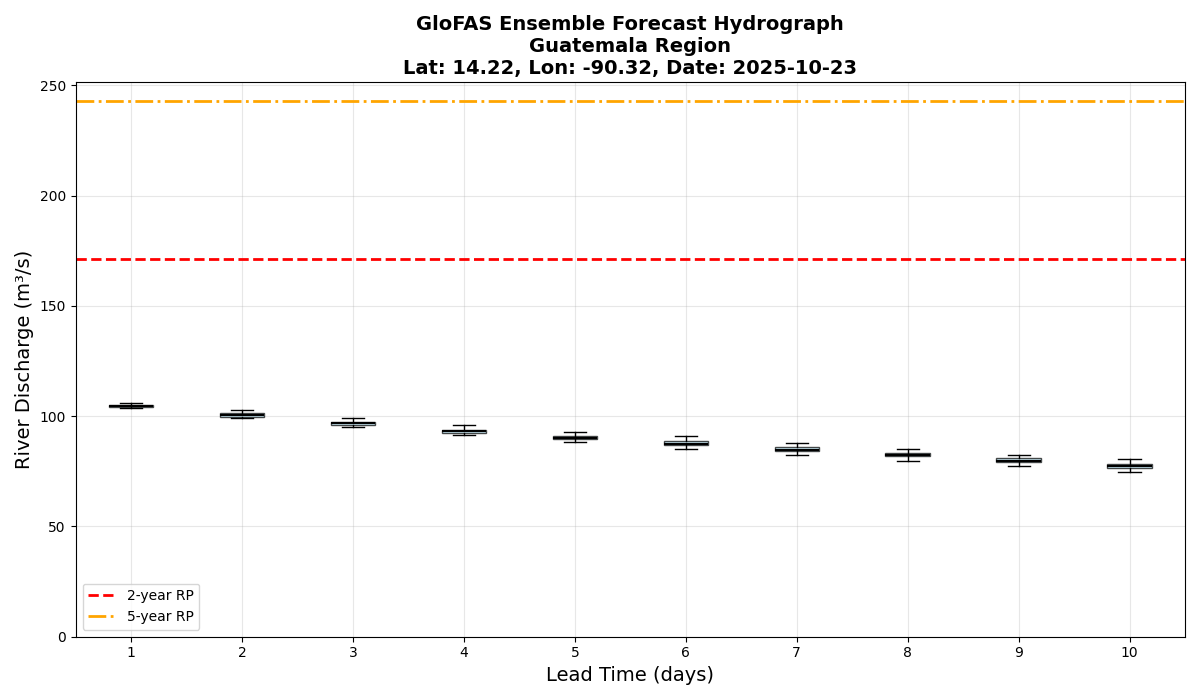 GloFAS Ensemble Forecast Hydrograph
Guatemala Region
Lat: 14.22, Lon: -90.32, Date: 2025-10-23
River Discharge (m³/s)
250
200
150
100
50
0
2-year RP
5-year RP
1 2 3 4 5 6 7 8 9 10
Lead Time (days)